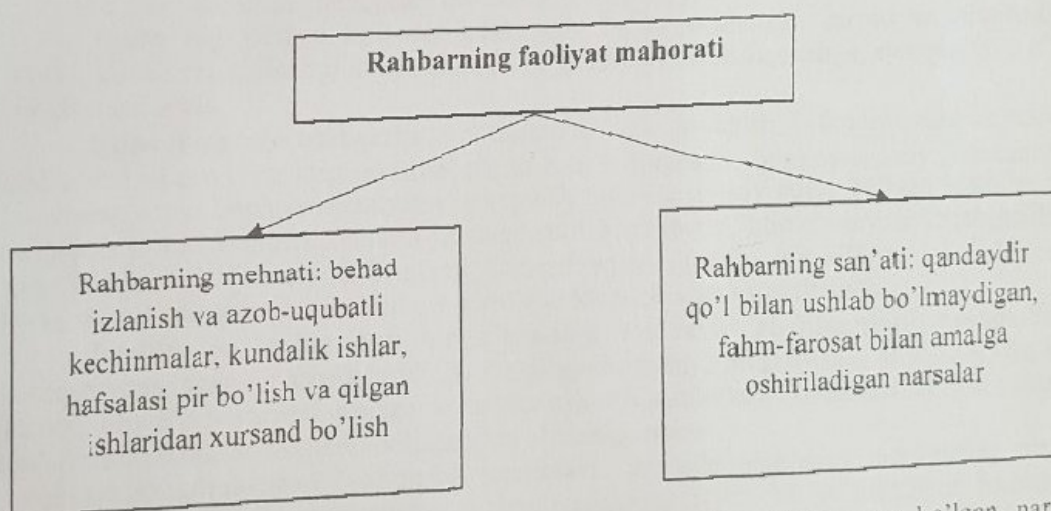 Rahbarning faoliyat mahorati
Rahbarning mehnati: behad
izlanish va azob-uqubatli
kechinmalar, kundalik ishlar,
hafsalasi pir bo'lish va qilgan
ishlaridan xursand bo'lish
Rahbarning san'ati: qandaydir
qo'l bilan ushlab bo'lmaydigan,
fahm-farosat bilan amalga
oshiriladigan narsalar